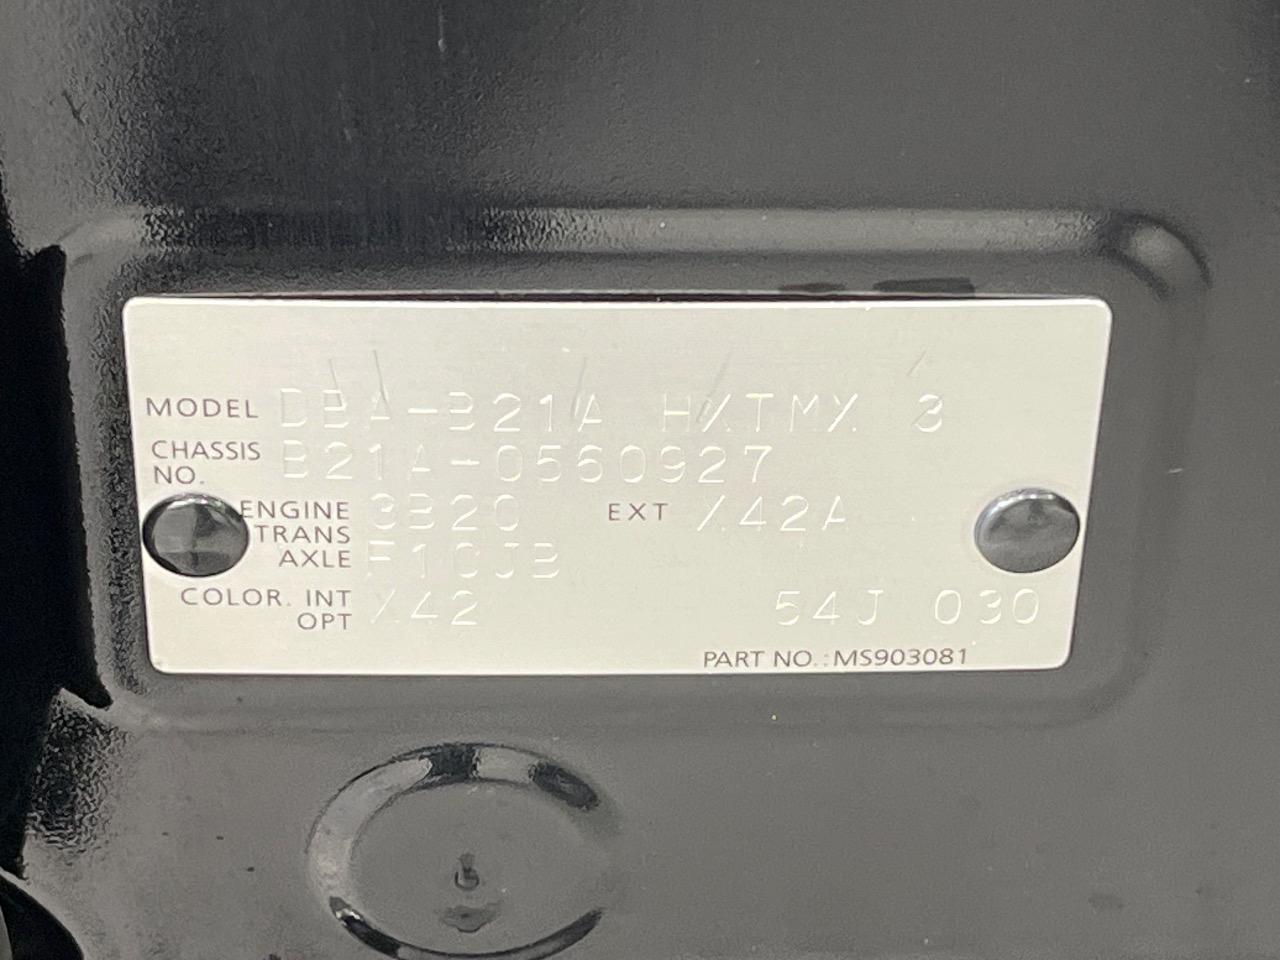 MODEL DBA-B21A HXTMX 3
CHASSIS NO. B21A-0560927
ENGINE 3B20 EXT X42A
TRANS AXLE F1CJB
COLOR. INT OPT X42 54J 030
PART NO.:MS903081